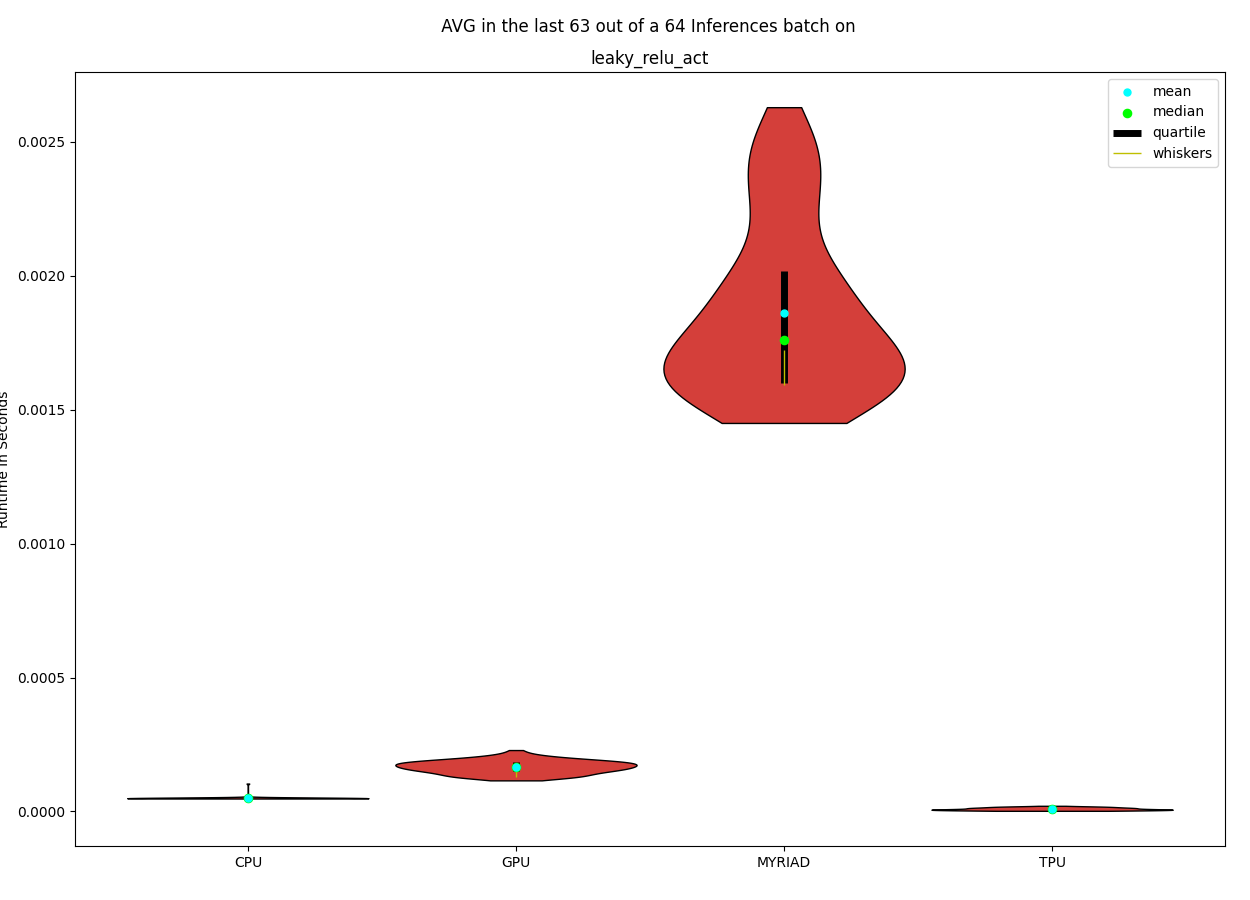 AVG in the last 63 out of a 64 Inferences batch on
leaky_relu_act
mean
median
quartile
whiskers
Runtime in Seconds
0.0025
0.0020
0.0015
0.0010
0.0005
0.0000
CPU
GPU
MYRIAD
TPU